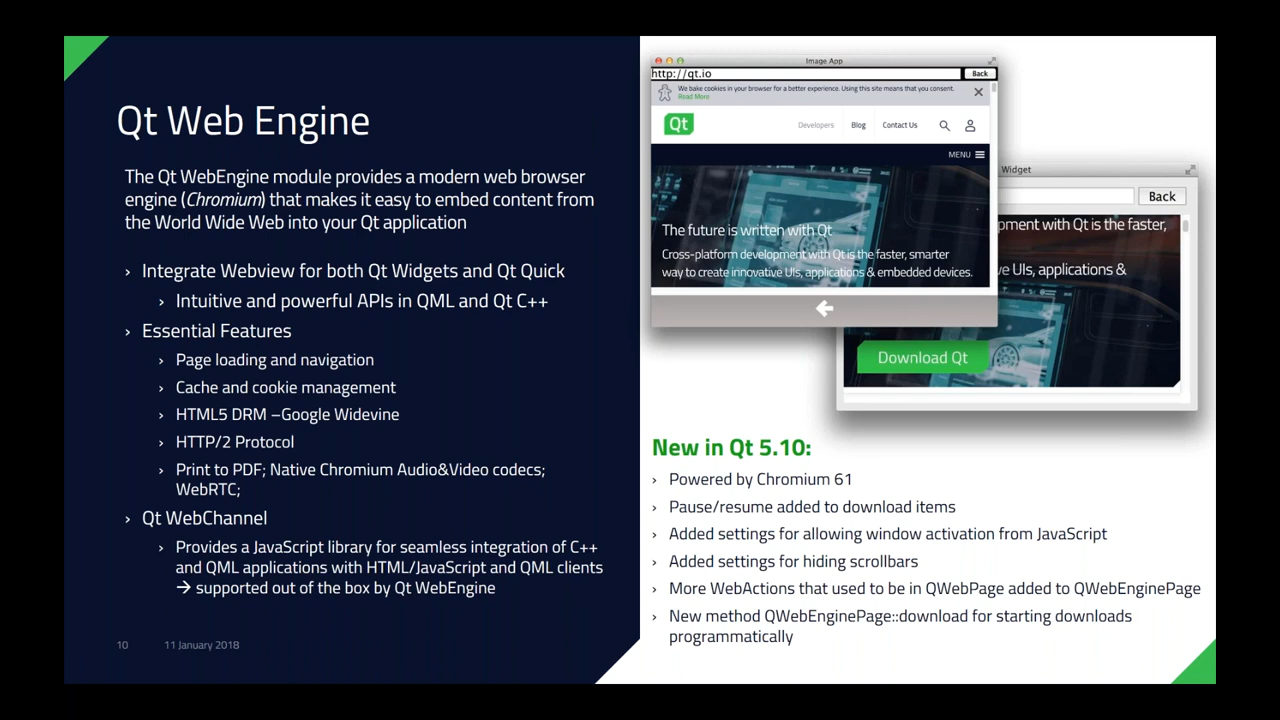 Qt Web Engine
The Qt WebEngine module provides a modern web browser
engine (Chromium) that makes it easy to embed content from
the World Wide Web into your Qt application
› Integrate Webview for both Qt Widgets and Qt Quick
› Intuitive and powerful APIs in QML and Qt C++
› Essential Features
› Page loading and navigation
› Cache and cookie management
› HTML5 DRM –Google Widevine
› HTTP/2 Protocol
› Print to PDF; Native Chromium Audio&Video codecs;
WebRTC;
› Qt WebChannel
› Provides a JavaScript library for seamless integration of C++
and QML applications with HTML/JavaScript and QML clients
→ supported out of the box by Qt WebEngine
10 11 January 2018
Image App
http://qt.io Back
We bake cookies in your browser for a better experience. Using this site means that you consent.
Read More
Qt Developers Blog Contact Us
MENU
The future is written with Qt
Cross-platform development with Qt is the faster, smarter
way to create innovative UIs, applications & embedded devices.
Widget
Back
pment with Qt is the faster,
ve UIs, applications &
Download Qt
New in Qt 5.10:
› Powered by Chromium 61
› Pause/resume added to download items
› Added settings for allowing window activation from JavaScript
› Added settings for hiding scrollbars
› More WebActions that used to be in QWebPage added to QWebEnginePage
› New method QWebEnginePage::download for starting downloads
programmatically